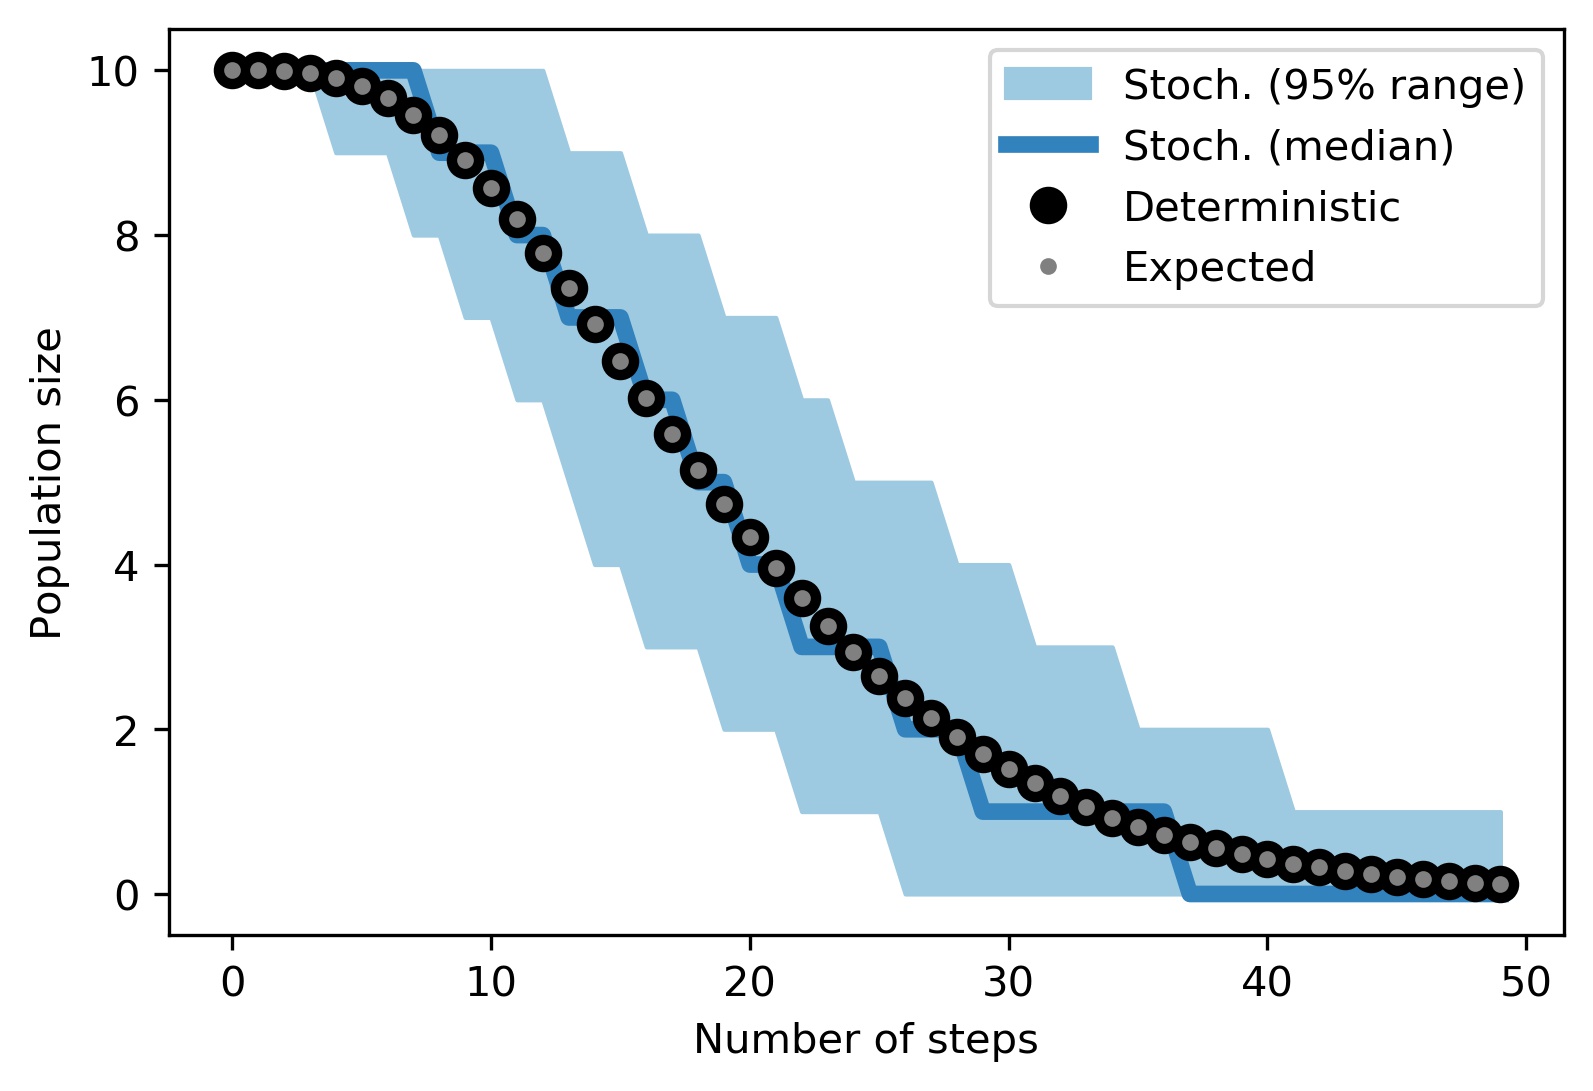 10
8
6
4
2
0
Population size
Stoch. (95% range)
Stoch. (median)
Deterministic
Expected
0 10 20 30 40 50
Number of steps